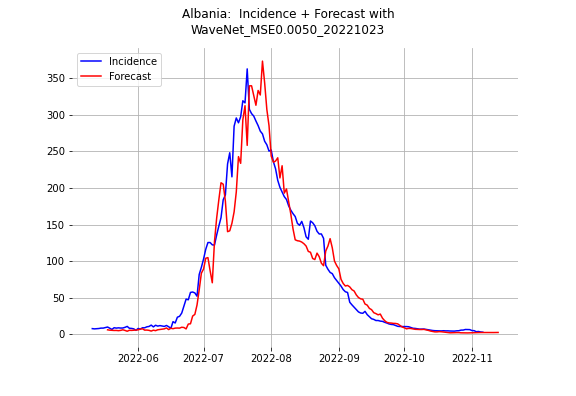 Albania:  Incidence + Forecast with
WaveNet_MSE0.0050_20221023
Incidence
Forecast
350
300
250
200
150
100
50
0
2022-06 2022-07 2022-08 2022-09 2022-10 2022-11